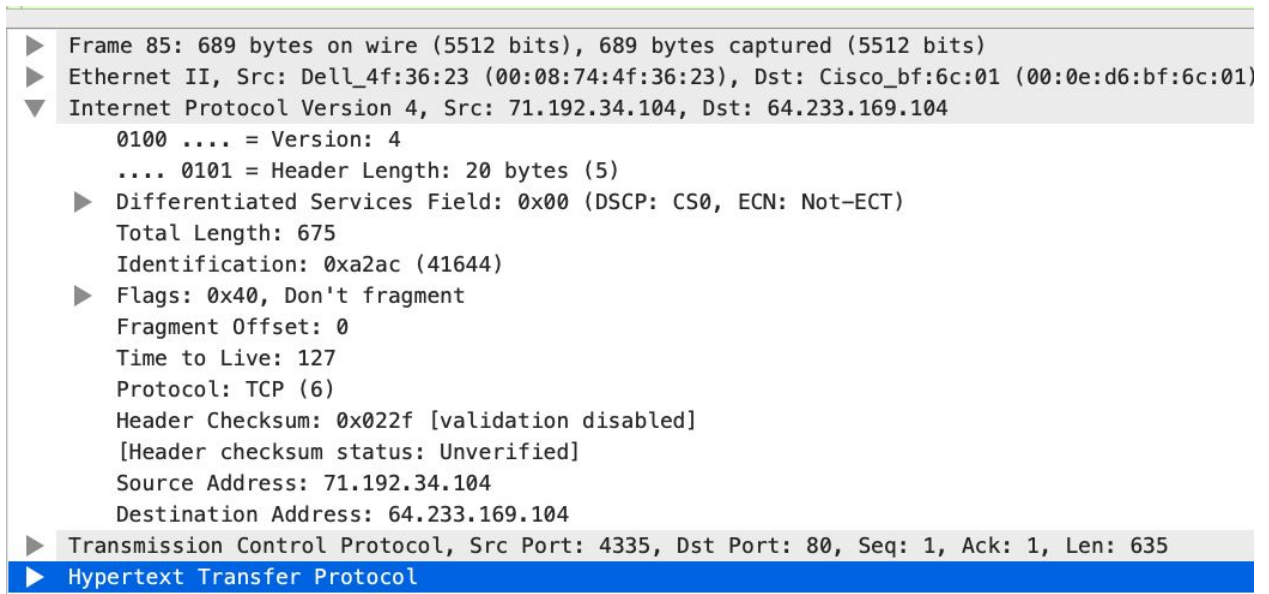 Frame 85: 689 bytes on wire (5512 bits), 689 bytes captured (5512 bits)
Ethernet II, Src: Dell_4f:36:23 (00:08:74:4f:36:23), Dst: Cisco_bf:6c:01 (00:0e:d6:bf:6c:01)
Internet Protocol Version 4, Src: 71.192.34.104, Dst: 64.233.169.104
0100 .... = Version: 4
.... 0101 = Header Length: 20 bytes (5)
Differentiated Services Field: 0x00 (DSCP: CS0, ECN: Not-ECT)
Total Length: 675
Identification: 0xa2ac (41644)
Flags: 0x40, Don't fragment
Fragment Offset: 0
Time to Live: 127
Protocol: TCP (6)
Header Checksum: 0x022f [validation disabled]
[Header checksum status: Unverified]
Source Address: 71.192.34.104
Destination Address: 64.233.169.104
Transmission Control Protocol, Src Port: 4335, Dst Port: 80, Seq: 1, Ack: 1, Len: 635
Hypertext Transfer Protocol